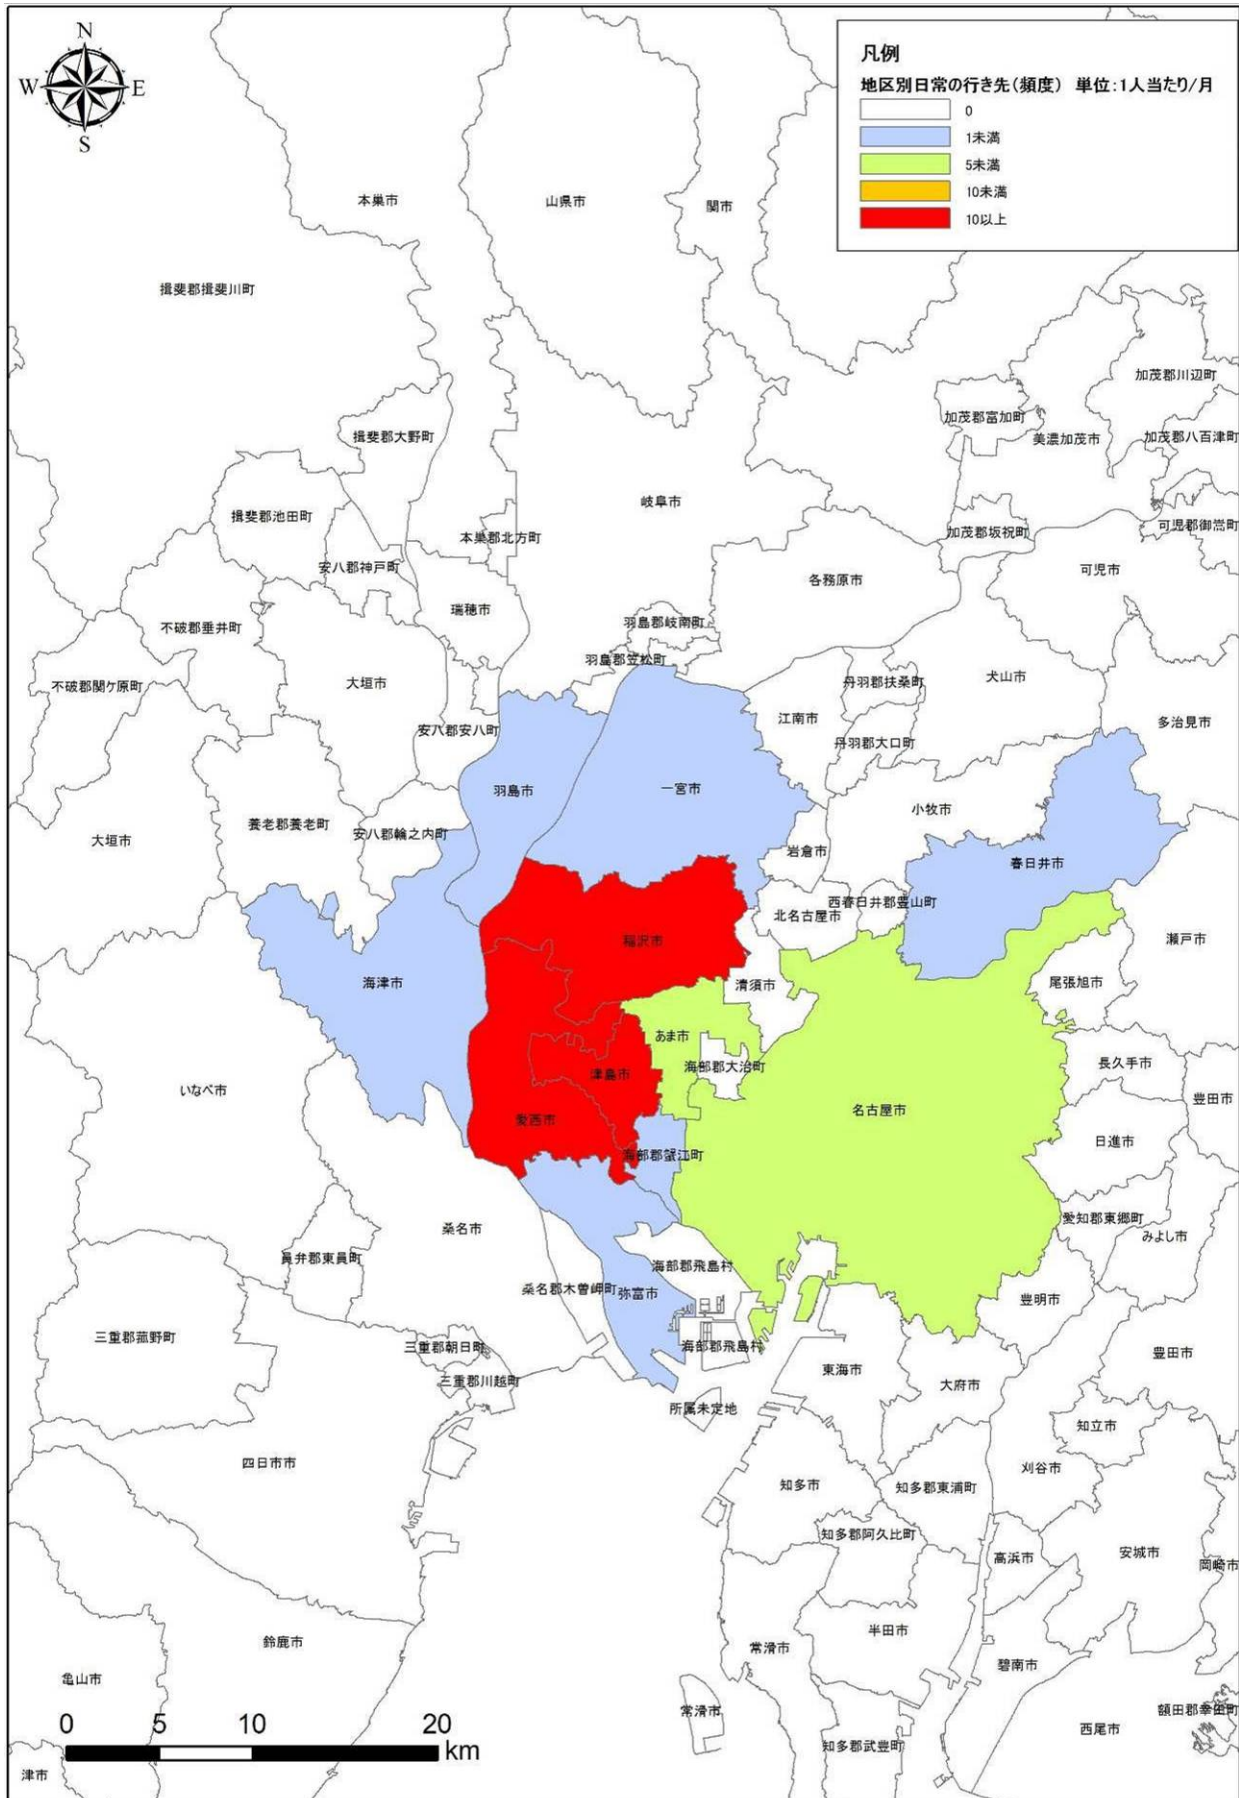 N
W
E
S
凡例
地区別日常の行き先(頻度) 単位:1人当たり/月
0
1未満
5未満
10未満
10以上
本巣市
山県市
関市
揖斐郡揖斐川町
加茂郡川辺町
加茂郡富加町
揖斐郡大野町
美濃加茂市
加茂郡八百津町
岐阜市
揖斐郡池田町
可児郡御嵩町
本巣郡北方町
加茂郡坂祝町
安八郡神戸町
可児市
各務原市
瑞穂市
羽島郡岐南町
不破郡垂井町
羽島郡笠松町
犬山市
不破郡関ケ原町
大垣市
丹羽郡扶桑町
江南市
多治見市
安八郡安八町
丹羽郡大口町
羽島市
一宮市
小牧市
養老郡養老町
安八郡輪之内町
大垣市
岩倉市
春日井市
西春日井郡豊山町
北名古屋市
稲沢市
瀬戸市
海津市
清須市
尾張旭市
あま市
長久手市
海部郡大治町
津島市
いなべ市
豊田市
名古屋市
愛西市
日進市
海部郡蟹江町
愛知郡東郷町
桑名市
みよし市
員弁郡東員町
海部郡飛島村
桑名郡木曽岬町
弥富市
豊明市
三重郡菰野町
三重郡朝日町
海部郡飛島村
豊田市
東海市
三重郡川越町
大府市
所属未定地
知立市
四日市市
刈谷市
知多市
知多郡東浦町
知多郡阿久比町
安城市
高浜市
岡崎市
半田市
鈴鹿市
常滑市
碧南市
亀山市
常滑市
額田郡幸田町
西尾市
知多郡武豊町
津市
0 5 10 20
km